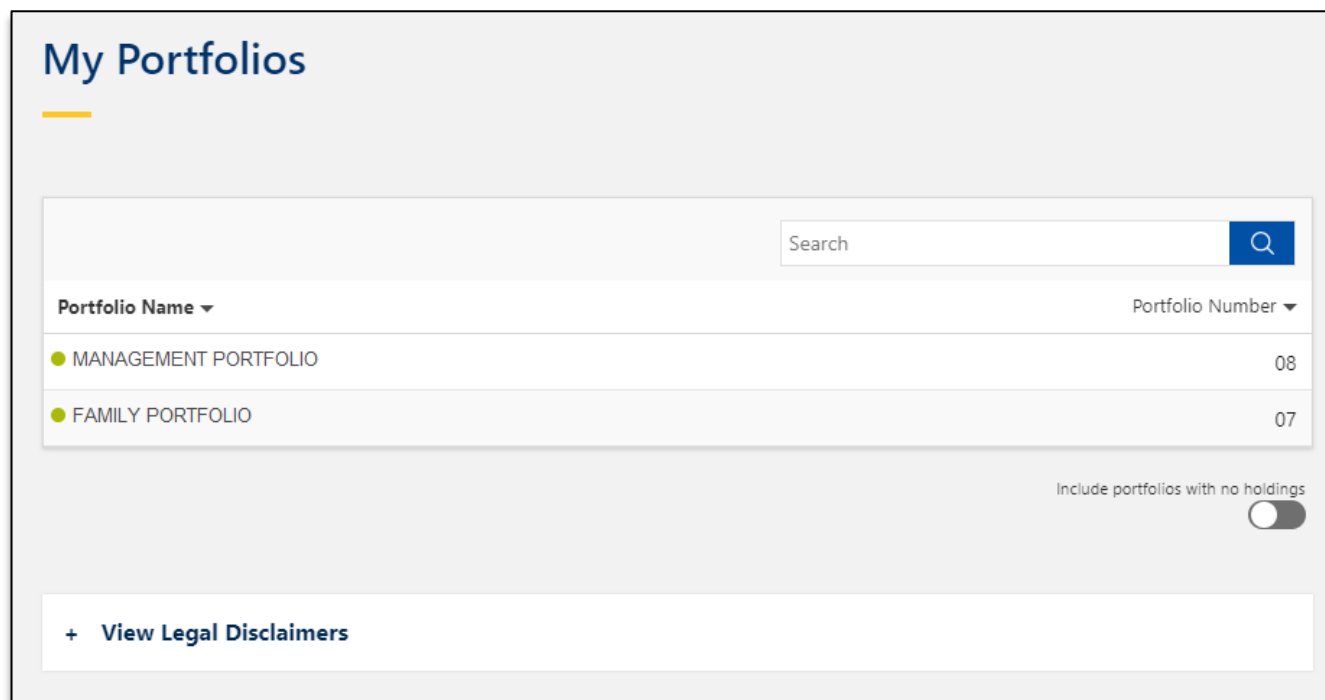 My Portfolios
Search
Portfolio Name Portfolio Number
MANAGEMENT PORTFOLIO 08
FAMILY PORTFOLIO 07
Include portfolios with no holdings
+ View Legal Disclaimers